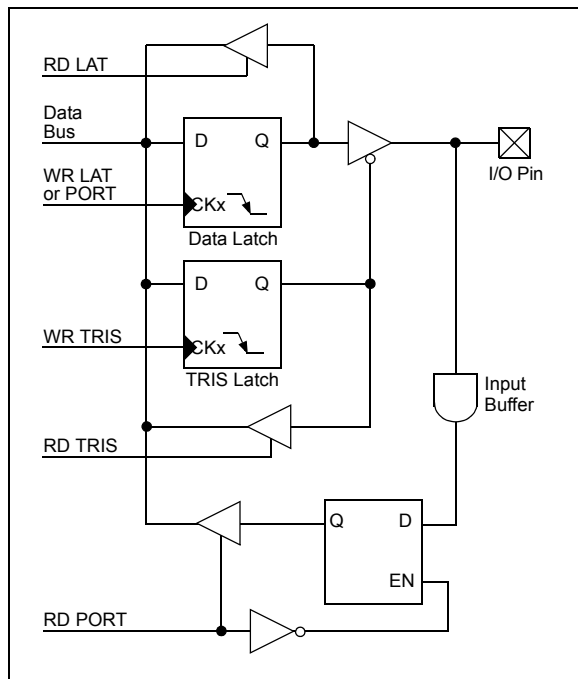 RD LAT
Data
Bus
D
Q
I/O Pin
WR LAT
or PORT
CKx
Data Latch
D
Q
WR TRIS
CKx
TRIS Latch
Input
Buffer
RD TRIS
Q
D
EN
RD PORT